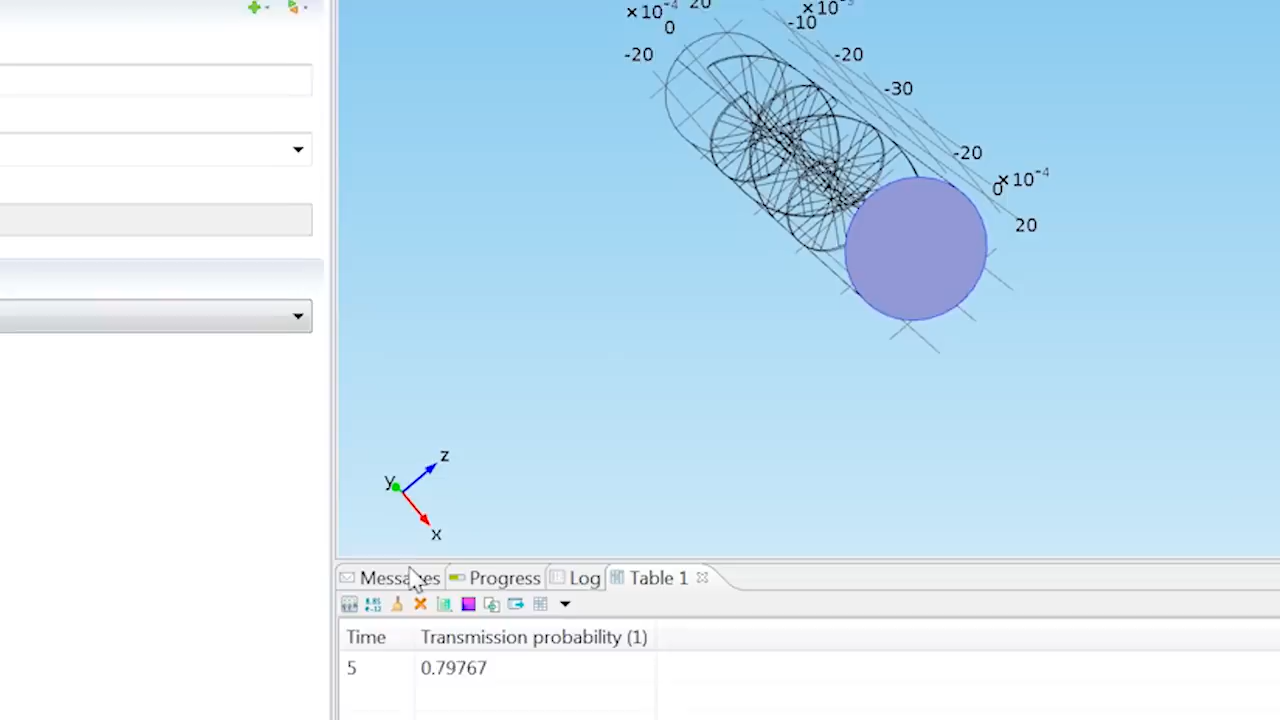 ×10⁻⁴ 20
0
×10⁻³
-10
-20
-20
-30
-20
×10⁻⁴
0
20
z
y
x
Messages Progress Log Table 1
Time Transmission probability (1)
5 0.79767